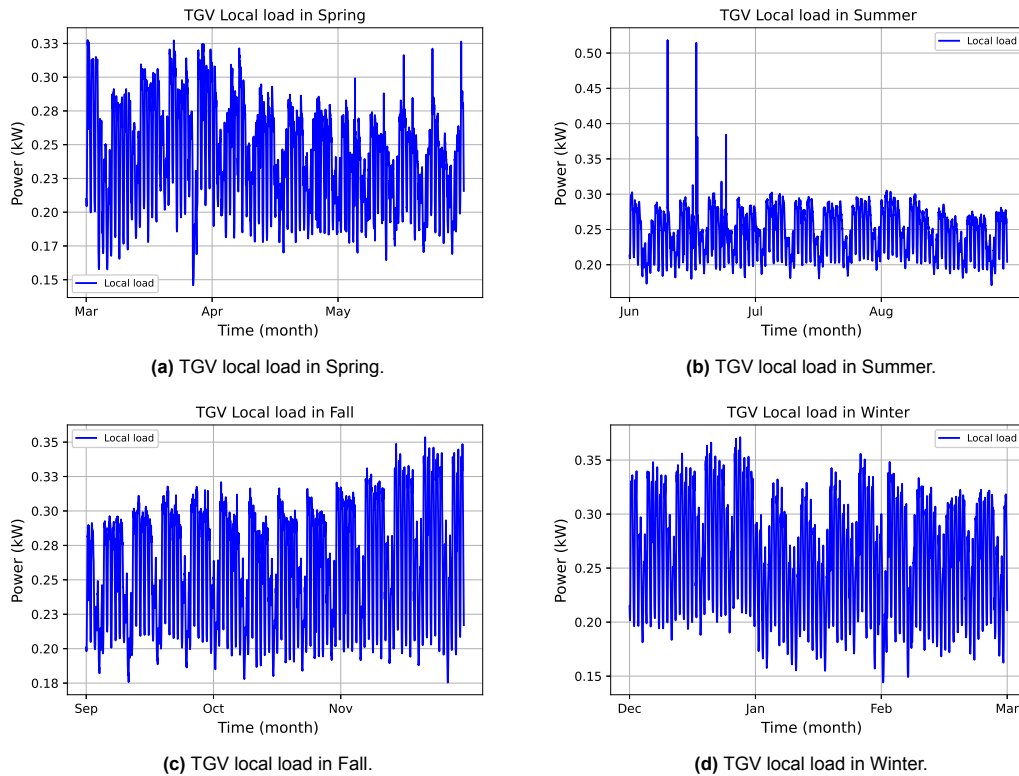 TGV Local load in Spring
0.33
0.30
0.28
0.25
0.23
0.20
0.17
0.15
Power (kW)
Local load
Mar
Apr
May
Time (month)
(a) TGV local load in Spring.
TGV Local load in Summer
0.50
0.45
0.40
0.35
0.30
0.25
0.20
Power (kW)
Local load
Jun
Jul
Aug
Time (month)
(b) TGV local load in Summer.
TGV Local load in Fall
0.35
0.33
0.30
0.28
0.25
0.23
0.20
0.18
Power (kW)
Local load
Sep
Oct
Nov
Time (month)
(c) TGV local load in Fall.
TGV Local load in Winter
0.35
0.30
0.25
0.20
0.15
Power (kW)
Local load
Dec
Jan
Feb
Mar
Time (month)
(d) TGV local load in Winter.